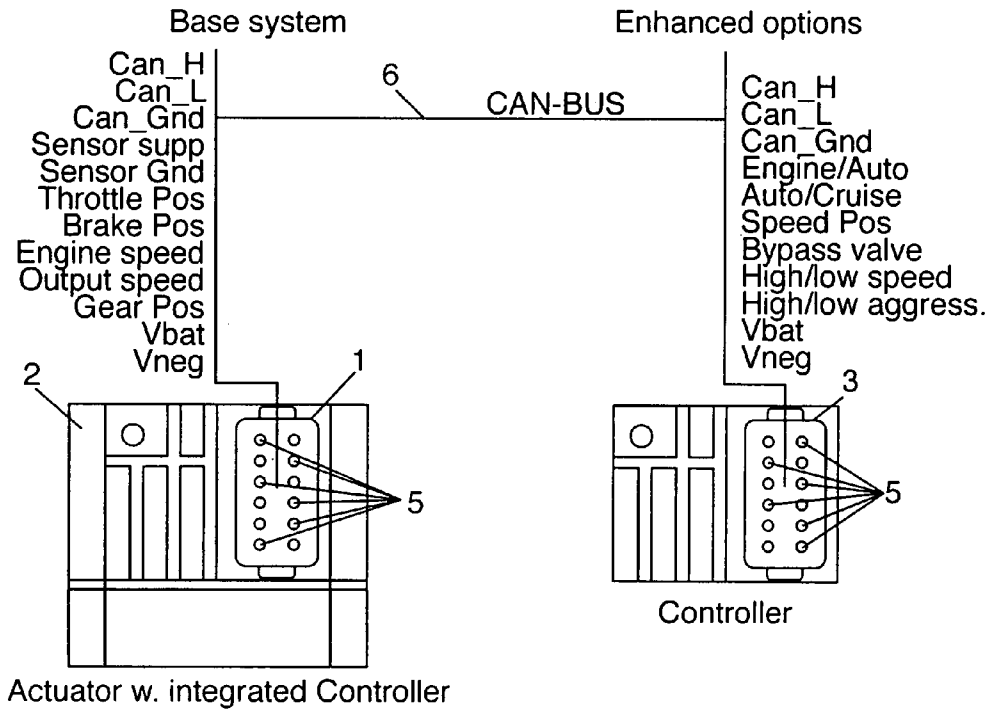 Base system
Enhanced options
Can_H
Can_L
Can_Gnd
Sensor supp
Sensor Gnd
Throttle Pos
Brake Pos
Engine speed
Output speed
Gear Pos
Vbat
Vneg
6
CAN-BUS
Can_H
Can_L
Can_Gnd
Engine/Auto
Auto/Cruise
Speed Pos
Bypass valve
High/low speed
High/low aggress.
Vbat
Vneg
2
1
5
3
5
Controller
Actuator w. integrated Controller